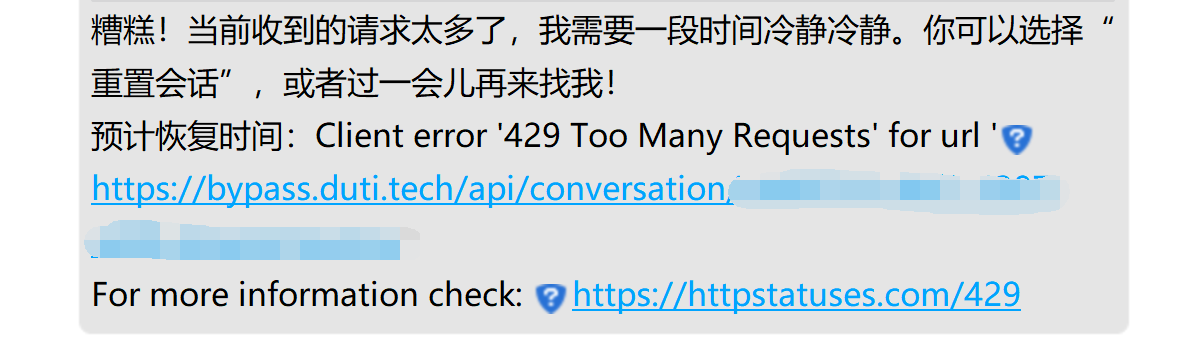 糟糕！当前收到的请求太多了，我需要一段时间冷静冷静。你可以选择“
重置会话”，或者过一会儿再来找我！
预计恢复时间：Client error '429 Too Many Requests' for url '
https://bypass.duti.tech/api/conversation/
For more information check: https://httpstatuses.com/429